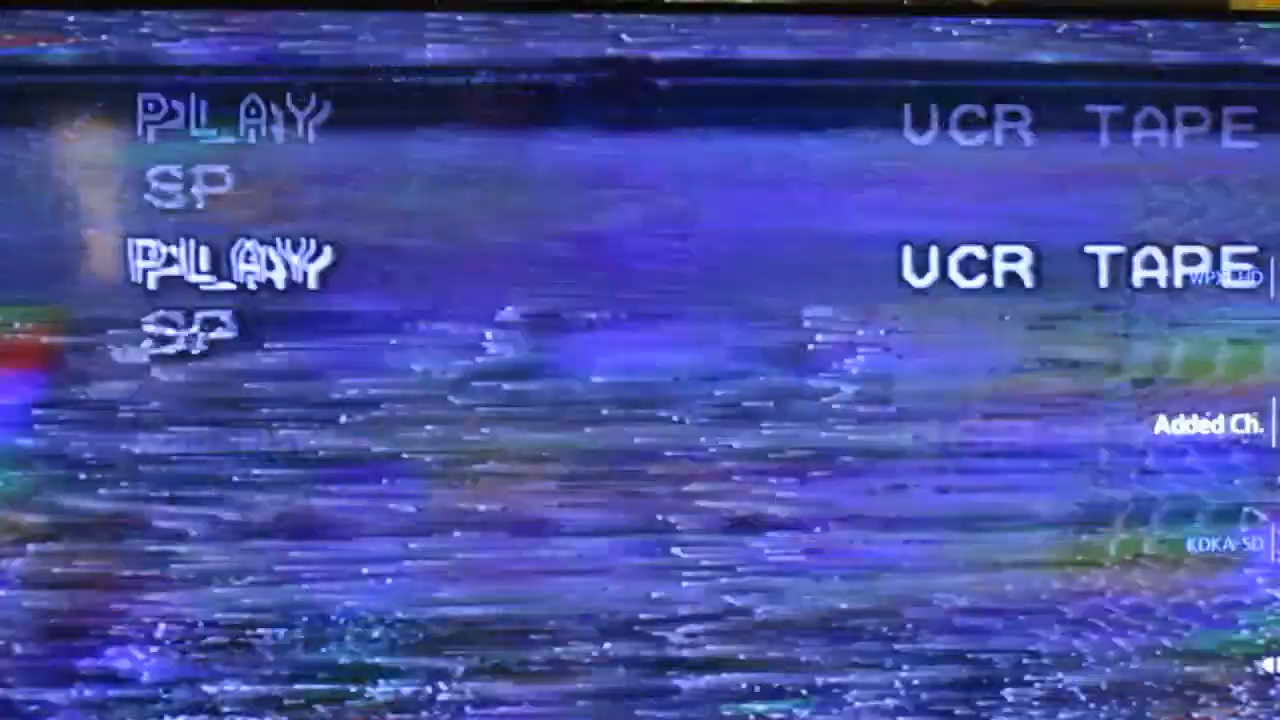 PLAY VCR TAPE
SP
PLAY VCR TAPE
SP
Added Ch.
KDKA-SD